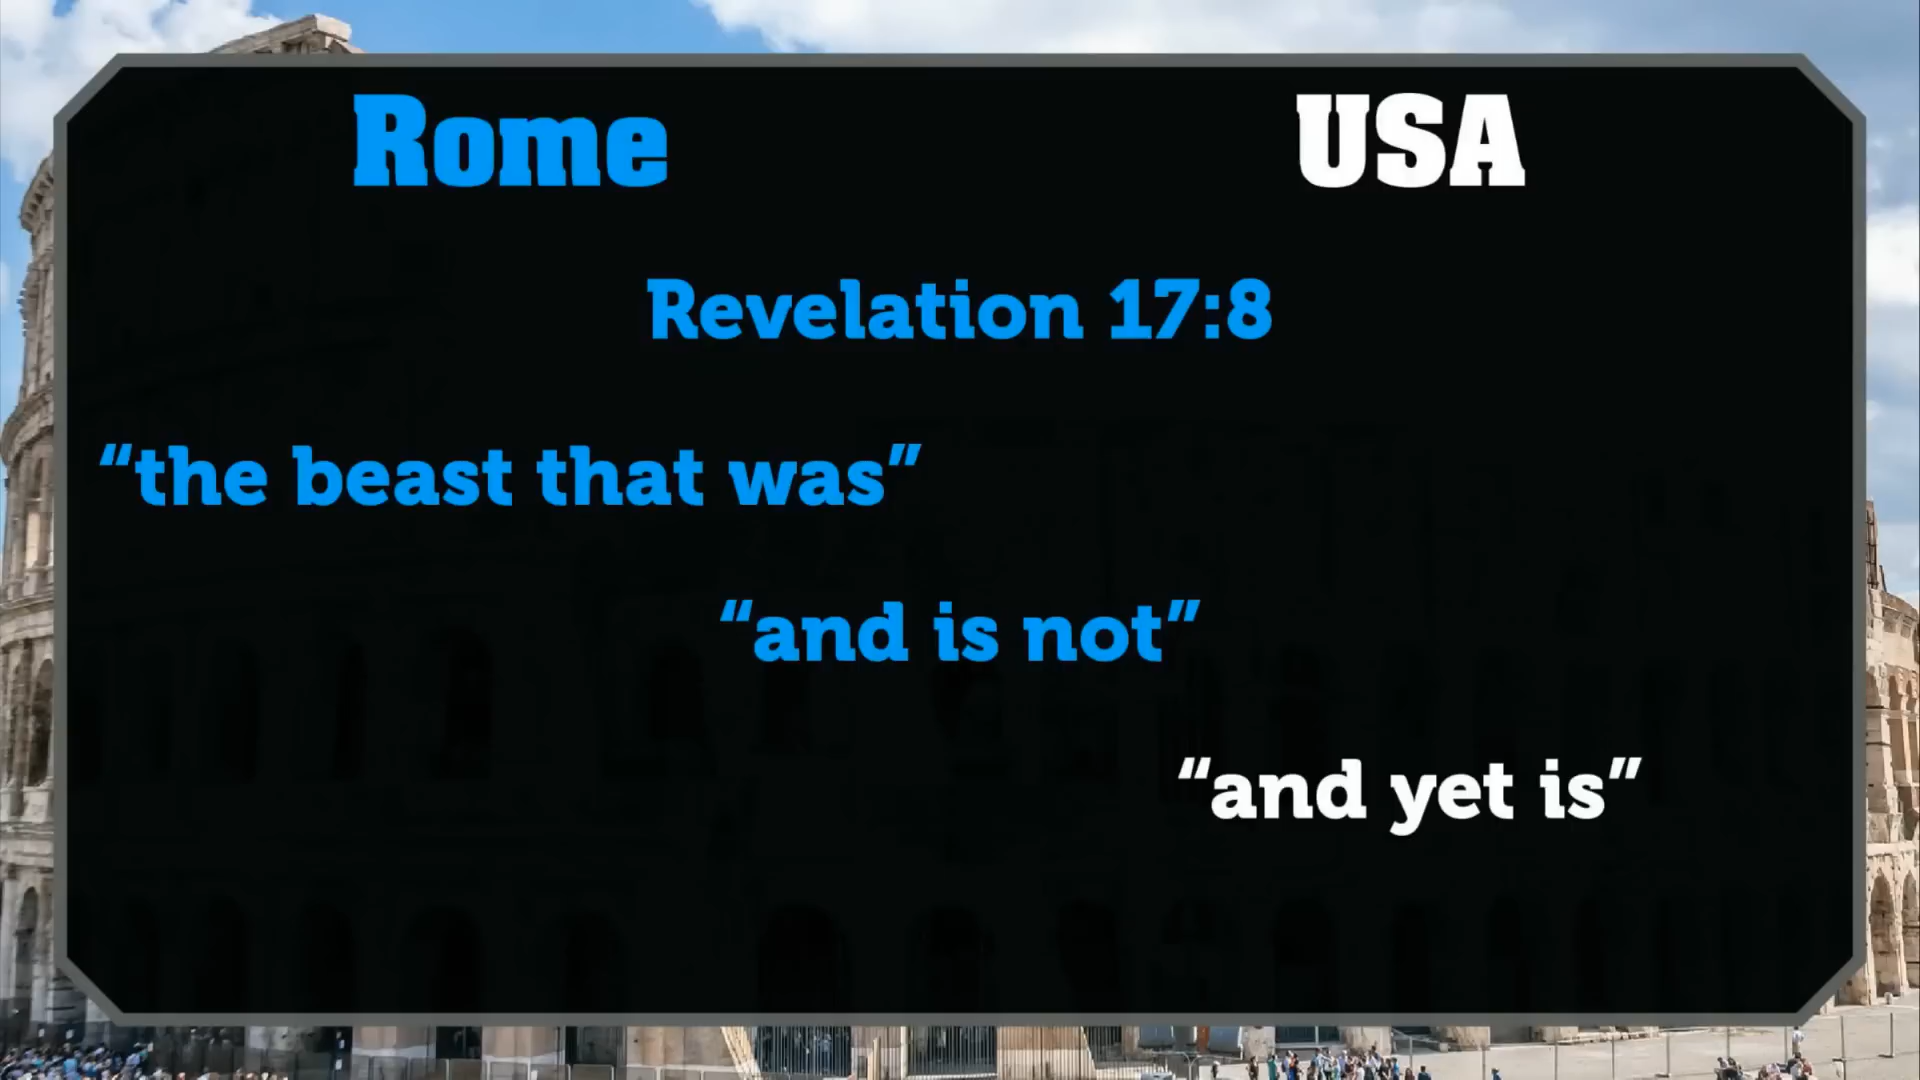 Rome USA
Revelation 17:8
“the beast that was”
“and is not”
“and yet is”